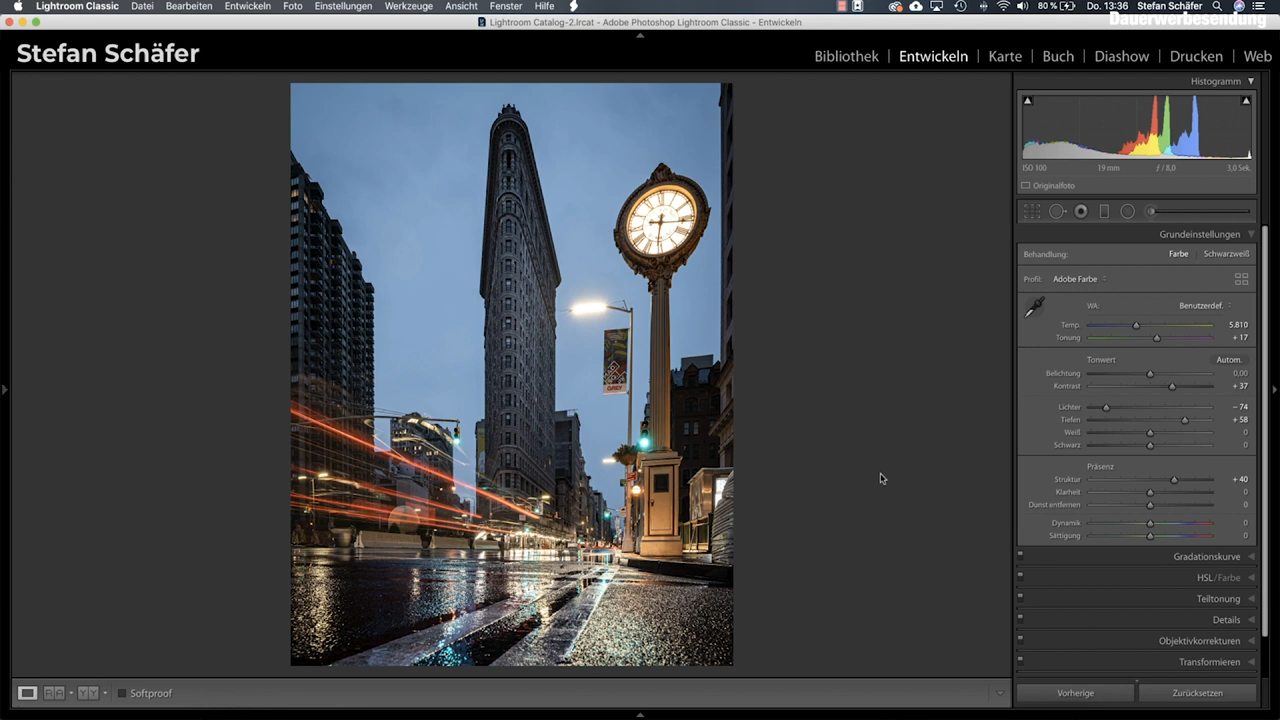 Lightroom Classic Datei Bearbeiten Entwickeln Foto Einstellungen Werkzeuge Ansicht Fenster Hilfe 80 % Do. 13:36 Stefan Schäfer
Dauerwerbesendung
Lightroom Catalog-2.lrcat - Adobe Photoshop Lightroom Classic - Entwickeln
Stefan Schäfer
Bibliothek | Entwickeln | Karte | Buch | Diashow | Drucken | Web
Histogramm
ISO 100 19 mm ƒ / 8,0 3,0 Sek.
Originalfoto
Grundeinstellungen
Behandlung: Farbe Schwarzweiß
Profil: Adobe Farbe
WA: Benutzerdef.
Temp. 5.810
Tonung + 17
Tonwert Autom.
Belichtung 0,00
Kontrast + 37
Lichter − 74
Tiefen + 58
Weiß 0
Schwarz 0
Präsenz
Struktur + 40
Klarheit 0
Dunst entfernen 0
Dynamik 0
Sättigung 0
Gradationskurve
HSL / Farbe
Teiltonung
Details
Objektivkorrekturen
Transformieren
GREY
RA YY Softproof
Vorherige Zurücksetzen